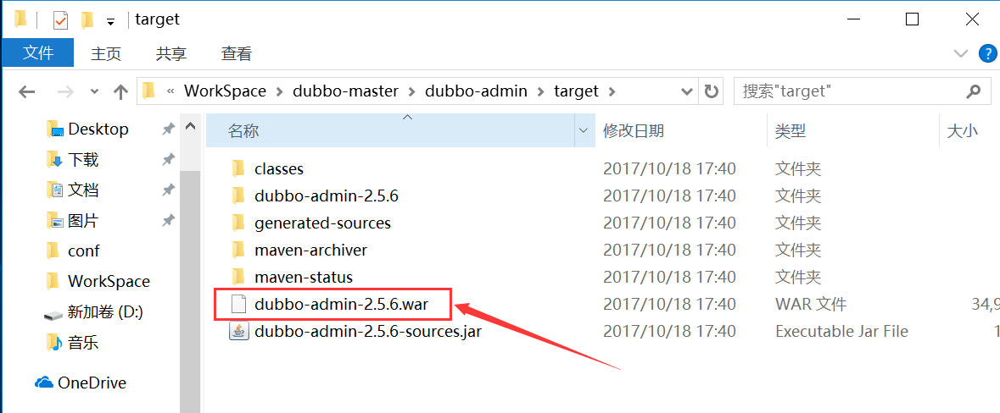 target
文件 主页 共享 查看
« WorkSpace › dubbo-master › dubbo-admin › target › 搜索"target"
名称 修改日期 类型 大小
Desktop
下载
文档
图片
conf
WorkSpace
新加卷 (D:)
音乐
OneDrive
classes 2017/10/18 17:40 文件夹
dubbo-admin-2.5.6 2017/10/18 17:40 文件夹
generated-sources 2017/10/18 17:40 文件夹
maven-archiver 2017/10/18 17:40 文件夹
maven-status 2017/10/18 17:40 文件夹
dubbo-admin-2.5.6.war 2017/10/18 17:40 WAR 文件 34,9
dubbo-admin-2.5.6-sources.jar 2017/10/18 17:40 Executable Jar File 1